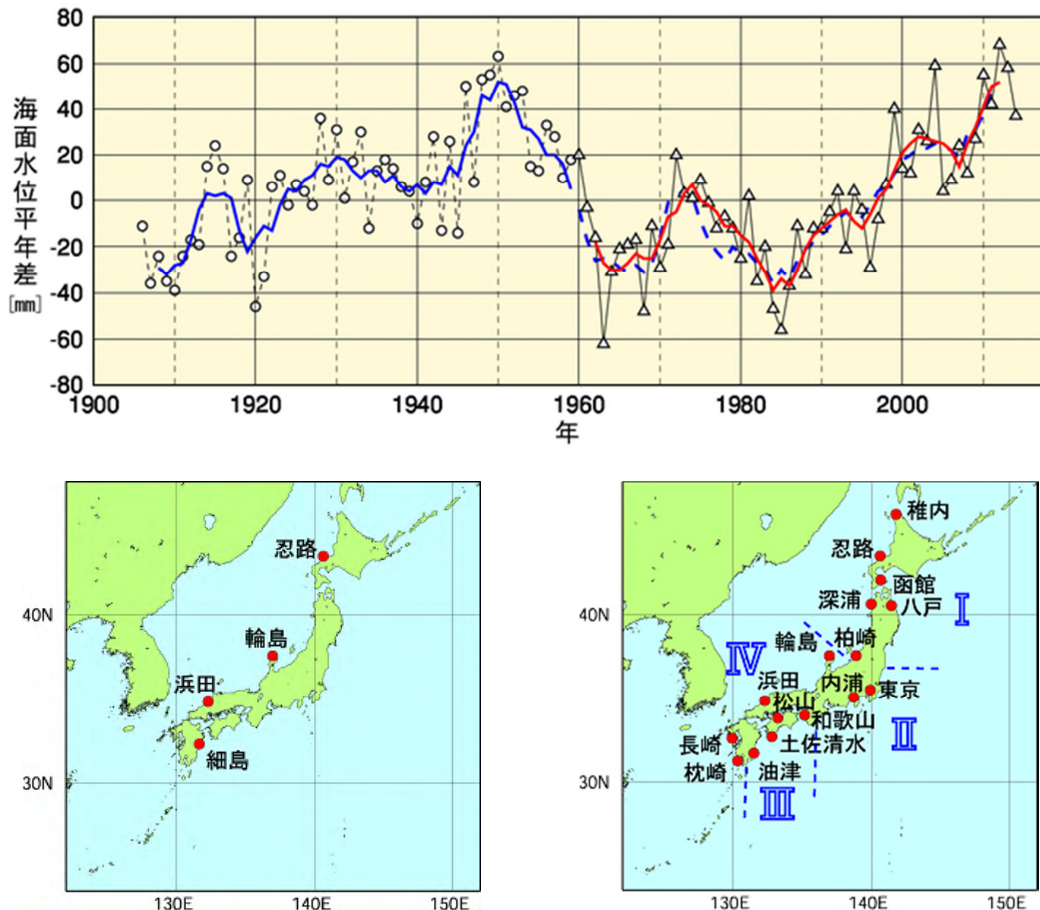 80
60
40
20
0
-20
-40
-60
-80
海面水位平年差
[mm]
1900
1920
1940
1960
1980
2000
年
忍路
輪島
浜田
細島
40N
30N
130E
140E
150E
稚内
忍路
函館
深浦
八戸
I
輪島
柏崎
IV
浜田
内浦
東京
松山
和歌山
II
長崎
土佐清水
枕崎
油津
III
40N
30N
130E
140E
150E